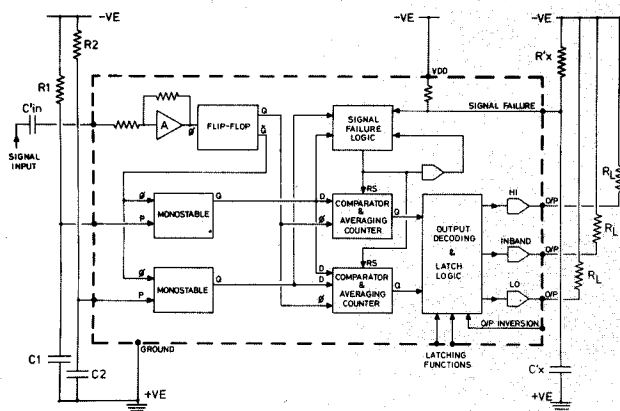 -VE
-VE
-VE
R2
R1
R'x
C'in
SIGNAL INPUT
VDD
SIGNAL FAILURE
A
Ø
FLIP-FLOP
Q
Q̄
SIGNAL FAILURE LOGIC
RL
Ø
P
MONOSTABLE
Q
D
Ø
RS
COMPARATOR & AVERAGING COUNTER
Q
OUTPUT DECODING & LATCH LOGIC
HI
O/P
INBAND
O/P
RL
LO
O/P
RL
Ø
P
MONOSTABLE
Q
D
D
Ø
RS
COMPARATOR & AVERAGING COUNTER
Q
O/P INVERSION
GROUND
LATCHING FUNCTIONS
C1
C2
C'x
+VE
+VE